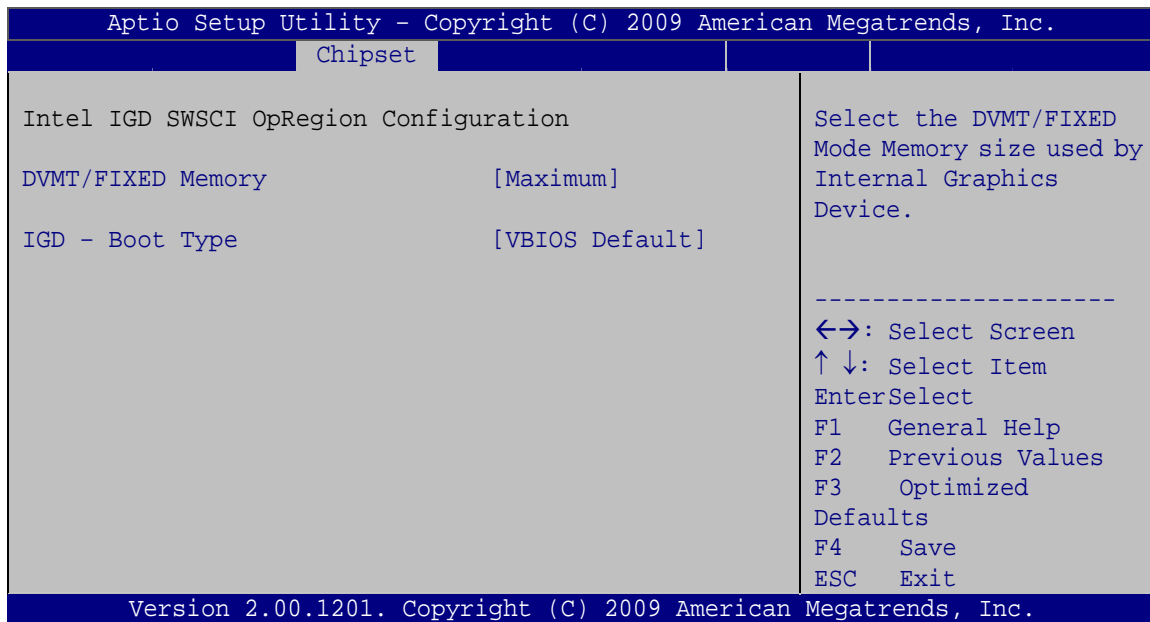 Aptio Setup Utility – Copyright (C) 2009 American Megatrends, Inc.
Chipset
Intel IGD SWSCI OpRegion Configuration
DVMT/FIXED Memory [Maximum]
IGD – Boot Type [VBIOS Default]
Select the DVMT/FIXED
Mode Memory size used by
Internal Graphics
Device.
---------------------
←→: Select Screen
↑ ↓: Select Item
EnterSelect
F1 General Help
F2 Previous Values
F3 Optimized
Defaults
F4 Save
ESC Exit
Version 2.00.1201. Copyright (C) 2009 American Megatrends, Inc.